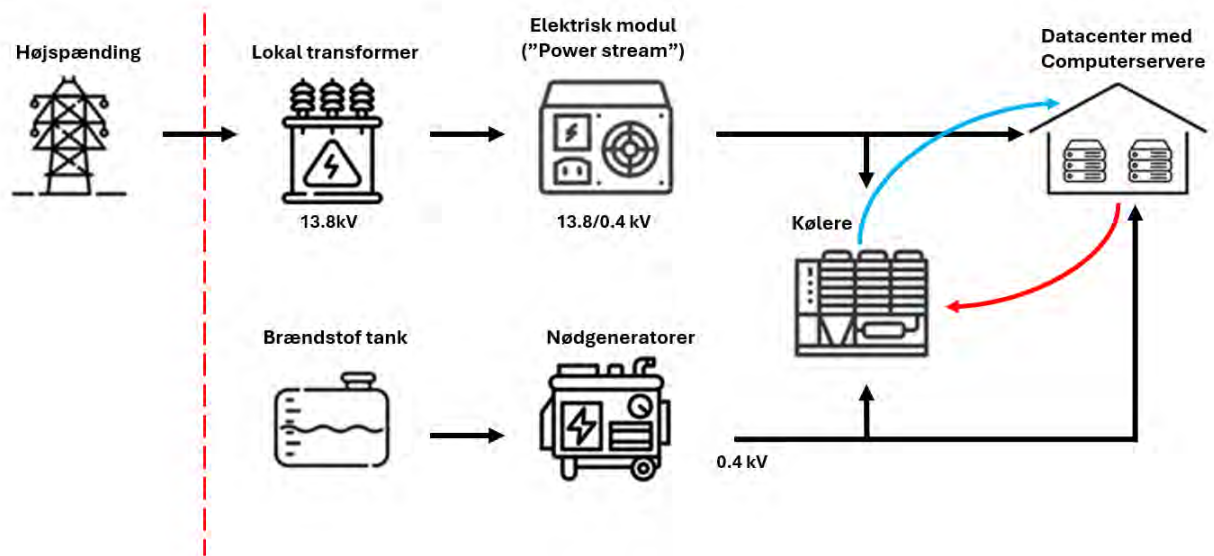 Højspænding
Lokal transformer
13.8kV
Elektrisk modul
("Power stream")
13.8/0.4 kV
Datacenter med
Computerservere
Kølere
Brændstof tank
Nødgeneratorer
0.4 kV